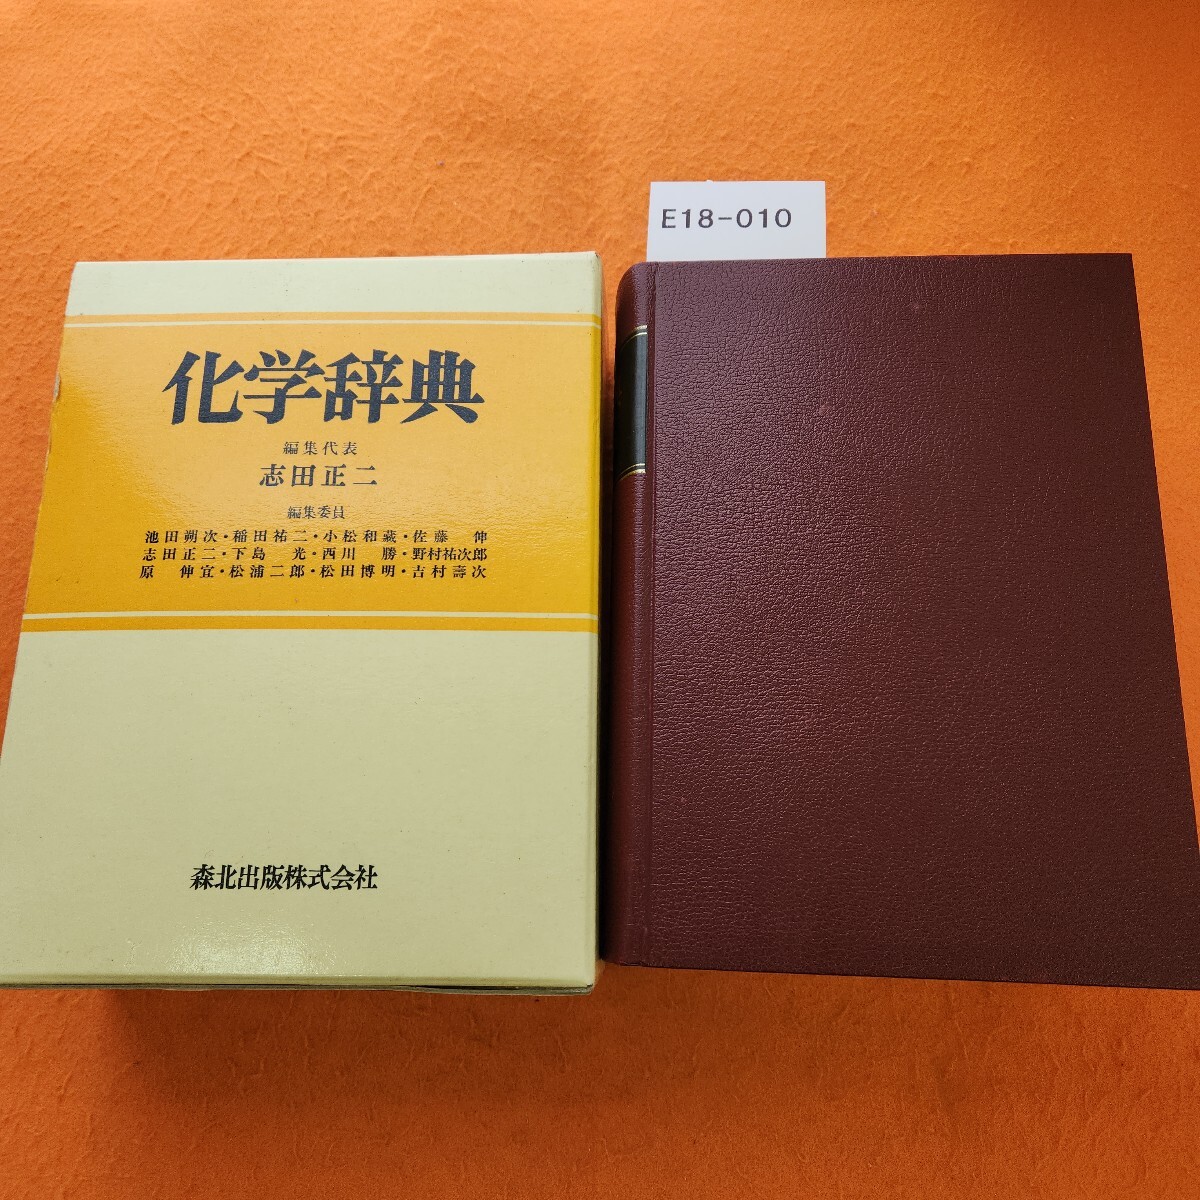 E18-010
化学辞典
編集代表
志田正二
編集委員
池田朔次・稲田祐二・小松和蔵・佐藤 伸
志田正二・下島 光・西川 勝・野村祐次郎
原 伸宜・松浦二郎・松田博明・吉村壽次
森北出版株式会社